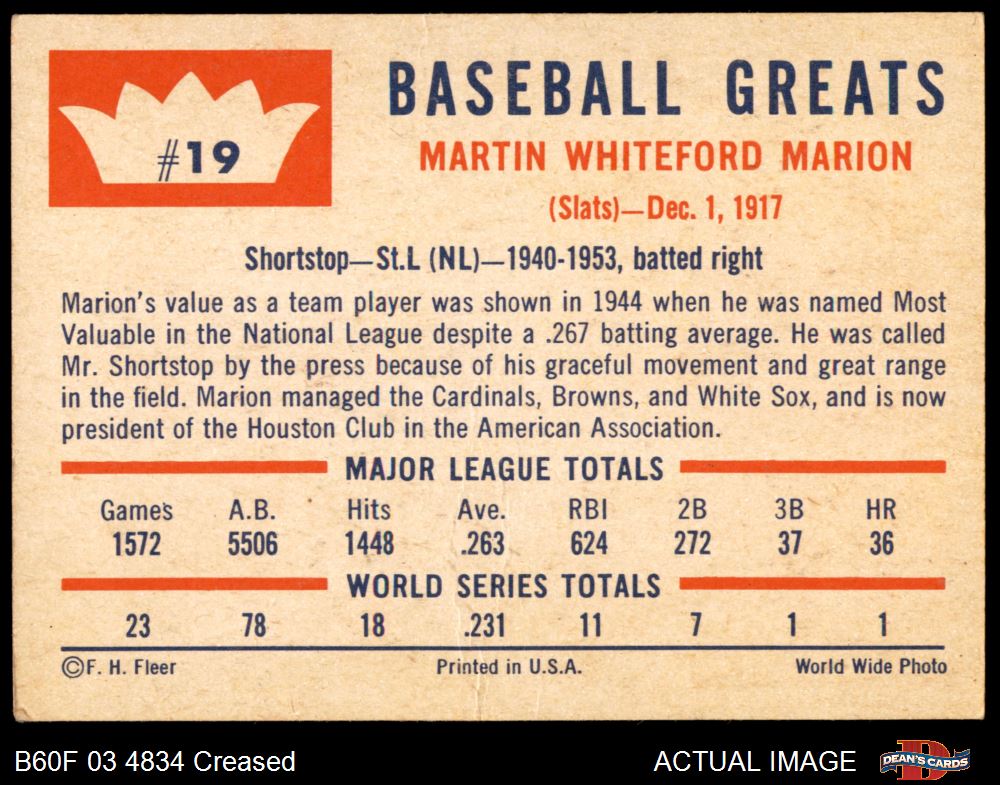 #19
BASEBALL GREATS
MARTIN WHITEFORD MARION
(Slats)—Dec. 1, 1917
Shortstop—St.L (NL)—1940-1953, batted right
Marion's value as a team player was shown in 1944 when he was named Most
Valuable in the National League despite a .267 batting average. He was called
Mr. Shortstop by the press because of his graceful movement and great range
in the field. Marion managed the Cardinals, Browns, and White Sox, and is now
president of the Houston Club in the American Association.
MAJOR LEAGUE TOTALS
Games A.B. Hits Ave. RBI 2B 3B HR
1572 5506 1448 .263 624 272 37 36
WORLD SERIES TOTALS
23 78 18 .231 11 7 1 1
©F. H. Fleer Printed in U.S.A. World Wide Photo
B60F 03 4834 Creased ACTUAL IMAGE DEAN'S CARDS